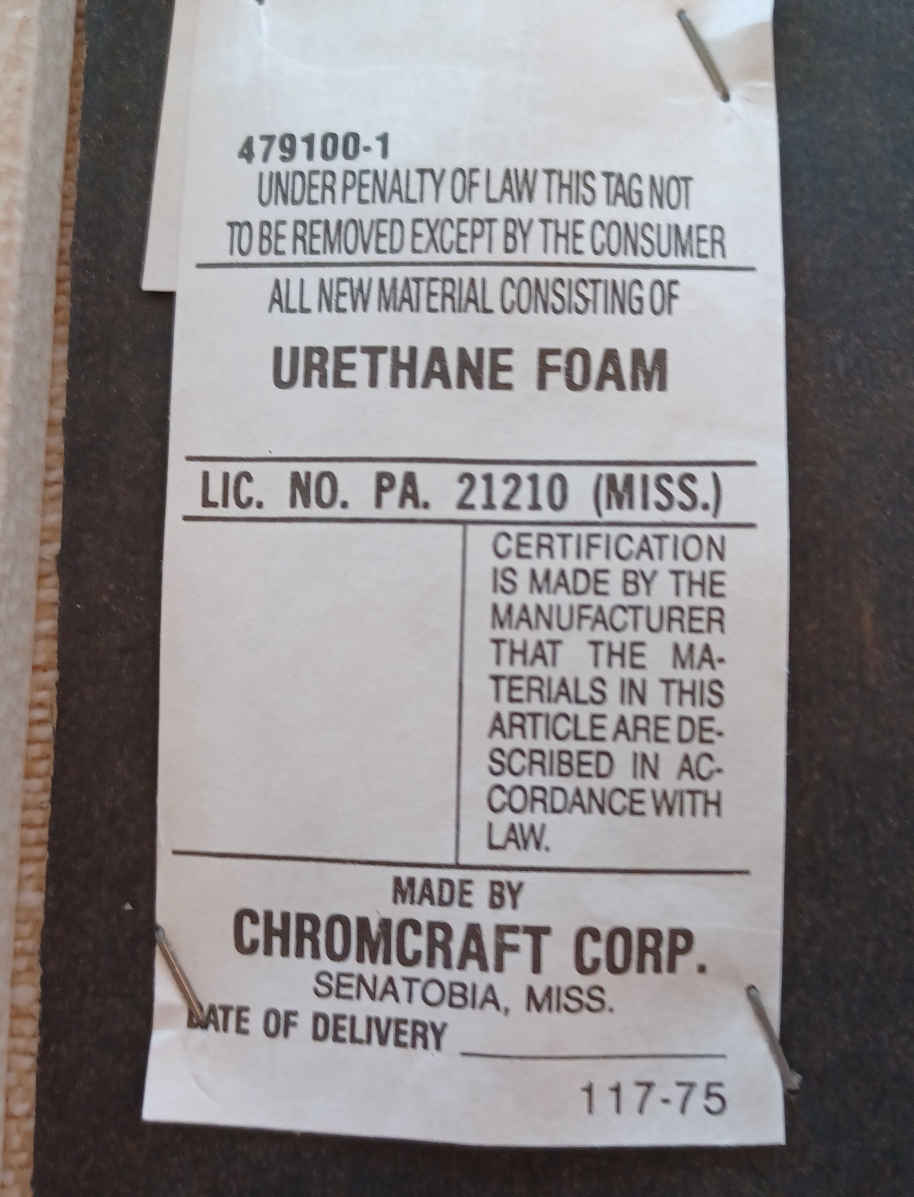 479100-1
UNDER PENALTY OF LAW THIS TAG NOT
TO BE REMOVED EXCEPT BY THE CONSUMER
ALL NEW MATERIAL CONSISTING OF
URETHANE FOAM
LIC. NO. PA. 21210 (MISS.)
CERTIFICATION
IS MADE BY THE
MANUFACTURER
THAT THE MA-
TERIALS IN THIS
ARTICLE ARE DE-
SCRIBED IN AC-
CORDANCE WITH
LAW.
MADE BY
CHROMCRAFT CORP.
SENATOBIA, MISS.
DATE OF DELIVERY
117-75